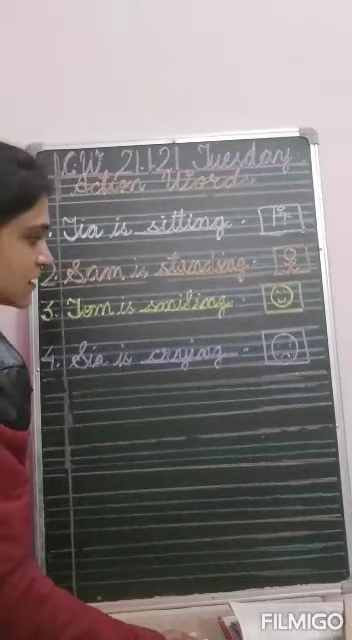 C.W 21.1.21 Tuesday.
Action Words
Tia is sitting.
2. Sam is standing.
3. Tom is smiling.
4. Sia is crying.
FILMIGO